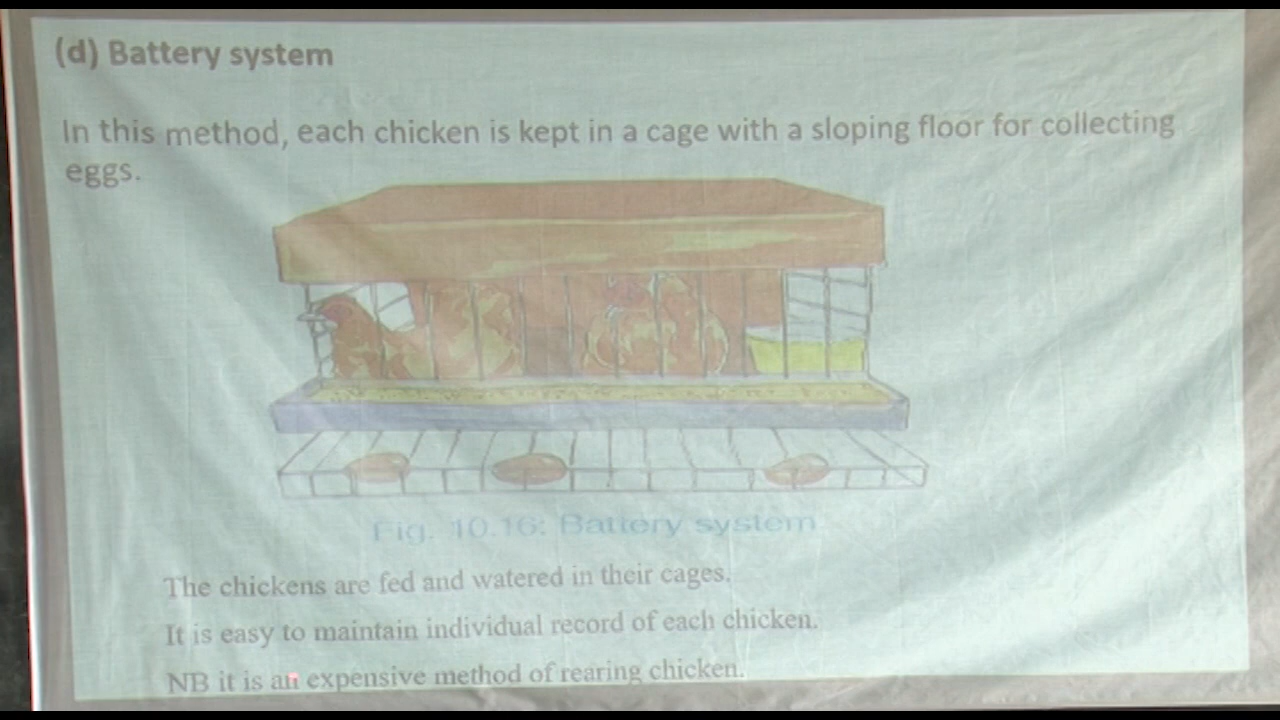 (d) Battery system
In this method, each chicken is kept in a cage with a sloping floor for collecting
eggs.
Fig. 10.16: Battery system
The chickens are fed and watered in their cages.
It is easy to maintain individual record of each chicken.
NB it is an expensive method of rearing chicken.